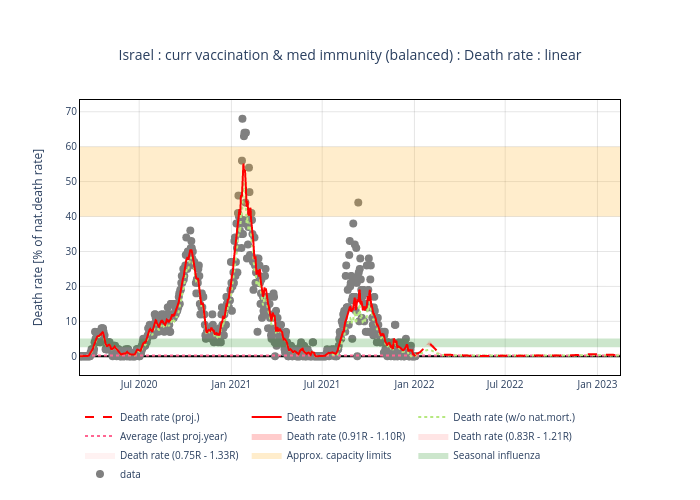 Israel : curr vaccination & med immunity (balanced) : Death rate : linear
Death rate [% of nat.death rate]
70
60
50
40
30
20
10
0
Jul 2020
Jan 2021
Jul 2021
Jan 2022
Jul 2022
Jan 2023
Death rate (proj.)
Death rate
Death rate (w/o nat.mort.)
Average (last proj.year)
Death rate (0.91R - 1.10R)
Death rate (0.83R - 1.21R)
Death rate (0.75R - 1.33R)
Approx. capacity limits
Seasonal influenza
data